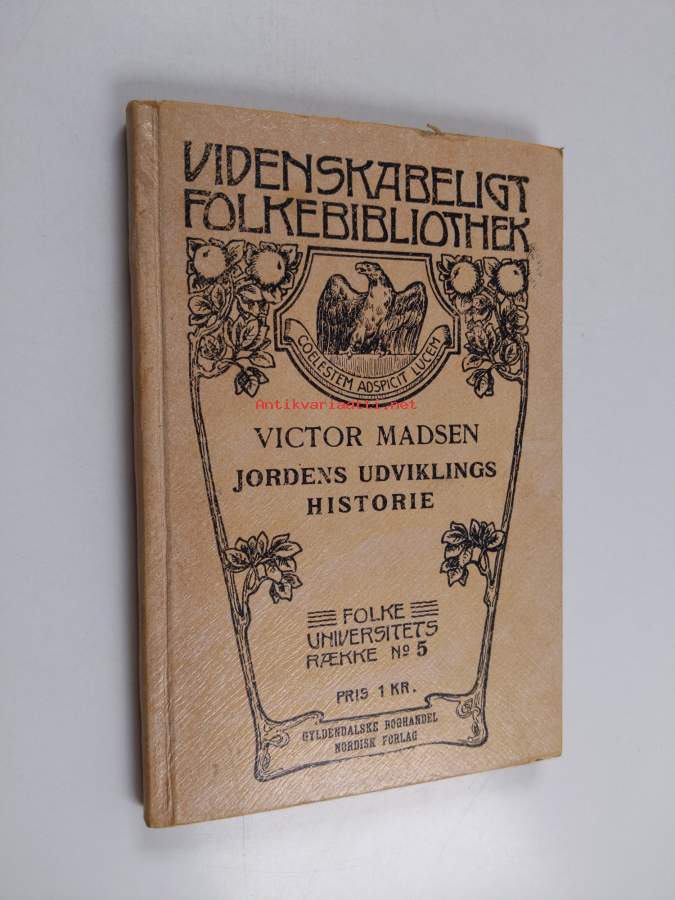 VIDENSKABELIGT
FOLKEBIBLIOTHEK
COELESTEM ADSPICIT LUCEM
Antikvariaatti.net
VICTOR MADSEN
JORDENS UDVIKLINGS
HISTORIE
FOLKE
UNIVERSITETS
RÆKKE No 5
PRIS 1 KR.
GYLDENDALSKE BOGHANDEL
NORDISK FORLAG